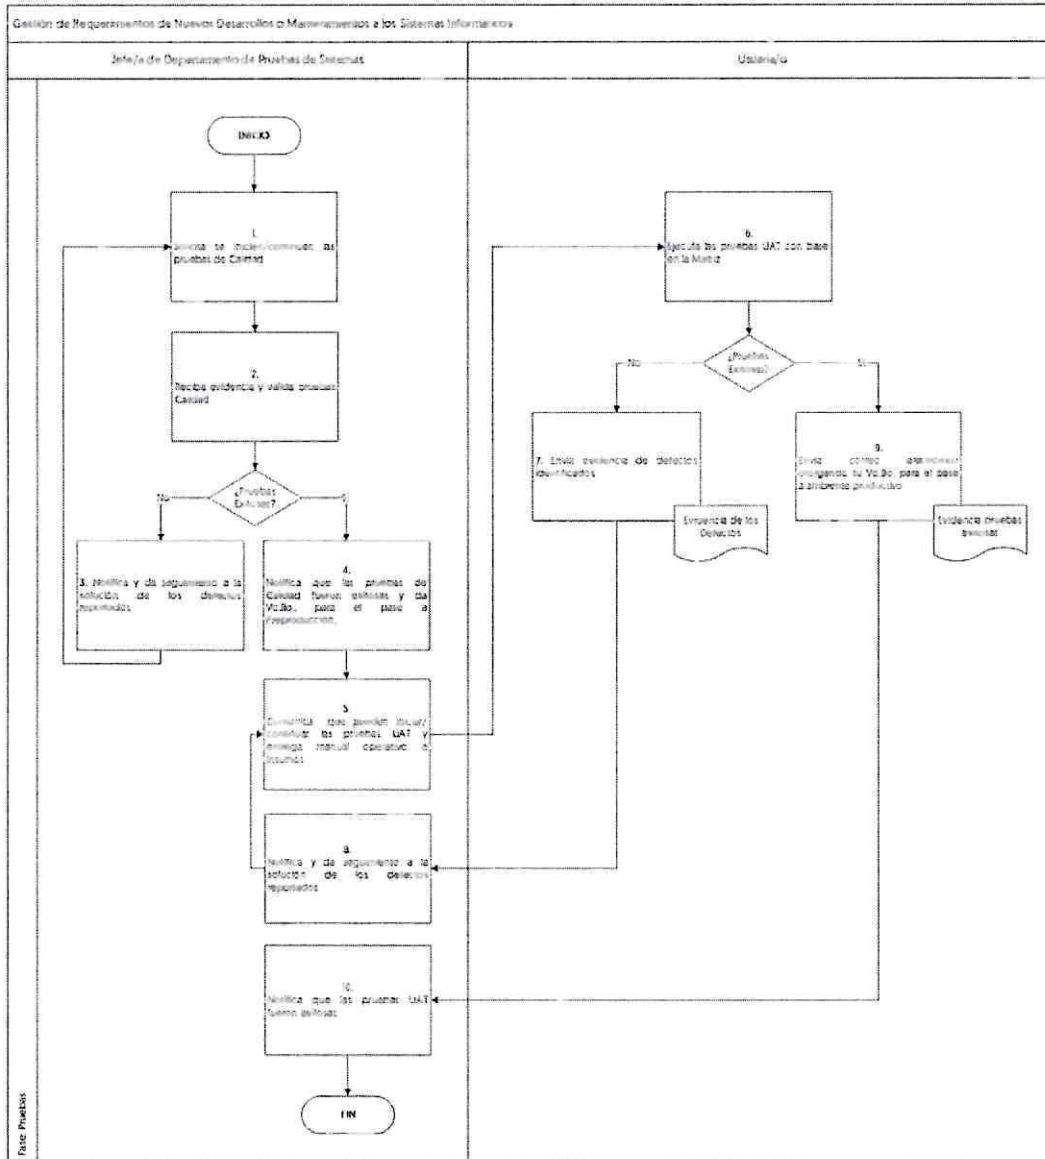 Gestión de Requerimientos de Nuevos Desarrollos o Mantenimientos a los Sistemas Informáticos
Jefe/a de Departamento de Pruebas de Sistemas
Usuaria/o
INICIO
1.
Solicita se inicien/continuen las
pruebas de Calidad
2.
Recibe evidencia y valida pruebas
Calidad
¿Pruebas
Exitosas?
No
Si
3. Notifica y da seguimiento a la
solución de los defectos
reportados
4.
Notifica que las pruebas de
Calidad fueron exitosas y da
Vo.Bo. para el pase a
Preproducción.
5.
Comunica que pueden iniciar/
continuar las pruebas UAT y
entrega manual operativo e
insumos
6.
Ejecuta las pruebas UAT con base
en la Matriz
¿Pruebas
Exitosas?
No
Si
7. Envía evidencia de defectos
identificados
Evidencia de los
Defectos
9.
Envía correo electrónico
otorgando su Vo.Bo. para el pase
a ambiente productivo
Evidencia pruebas
exitosas
8.
Notifica y da seguimiento a la
solución de los defectos
reportados
10.
Notifica que las pruebas UAT
fueron exitosas
FIN
Fase: Pruebas